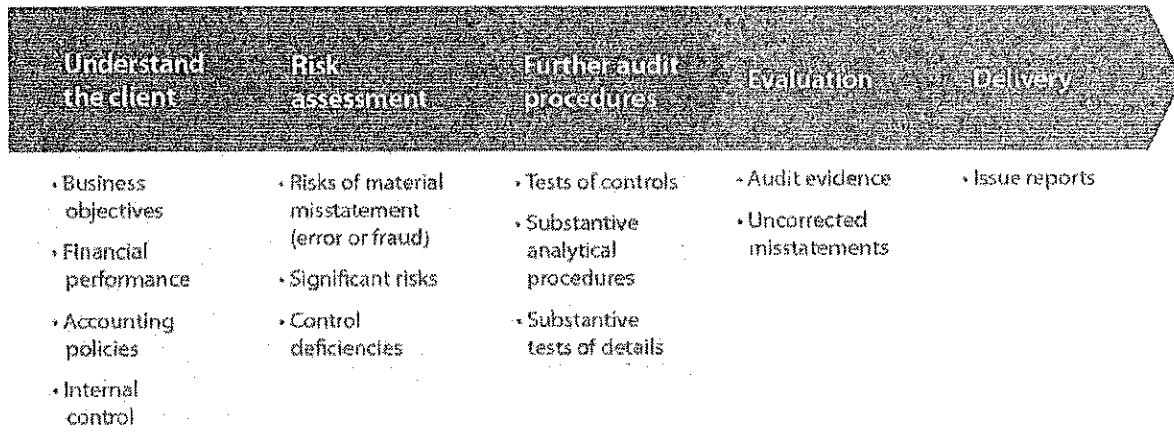 Understand
the client
Risk
assessment
Further audit
procedures
Evaluation
Delivery
• Business
objectives
• Financial
performance
• Accounting
policies
• Internal
control
• Risks of material
misstatement
(error or fraud)
• Significant risks
• Control
deficiencies
• Tests of controls
• Substantive
analytical
procedures
• Substantive
tests of details
• Audit evidence
• Uncorrected
misstatements
• Issue reports